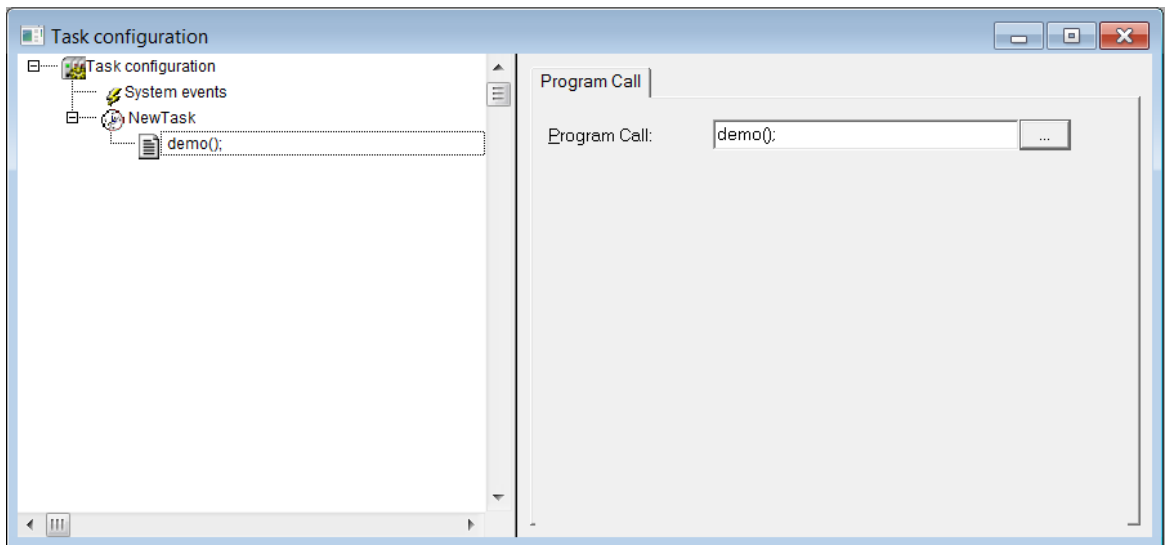 Task configuration
Task configuration
System events
NewTask
demo();
Program Call
Program Call:
demo();
...